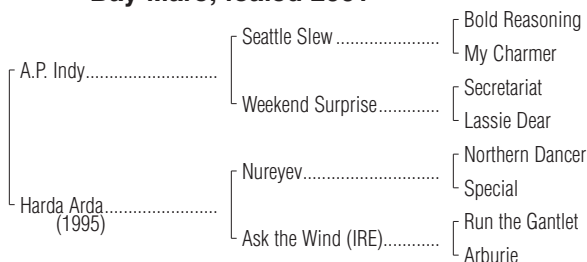 Bay Mare, foaled
Bold Reasoning
Seattle Slew ........................
My Charmer
A.P. Indy..............................
Secretariat
Weekend Surprise..............
Lassie Dear
Northern Dancer
Nureyev................................
Special
Harda Arda..........................
(1995)
Run the Gantlet
Ask the Wind (IRE).............
Arburie